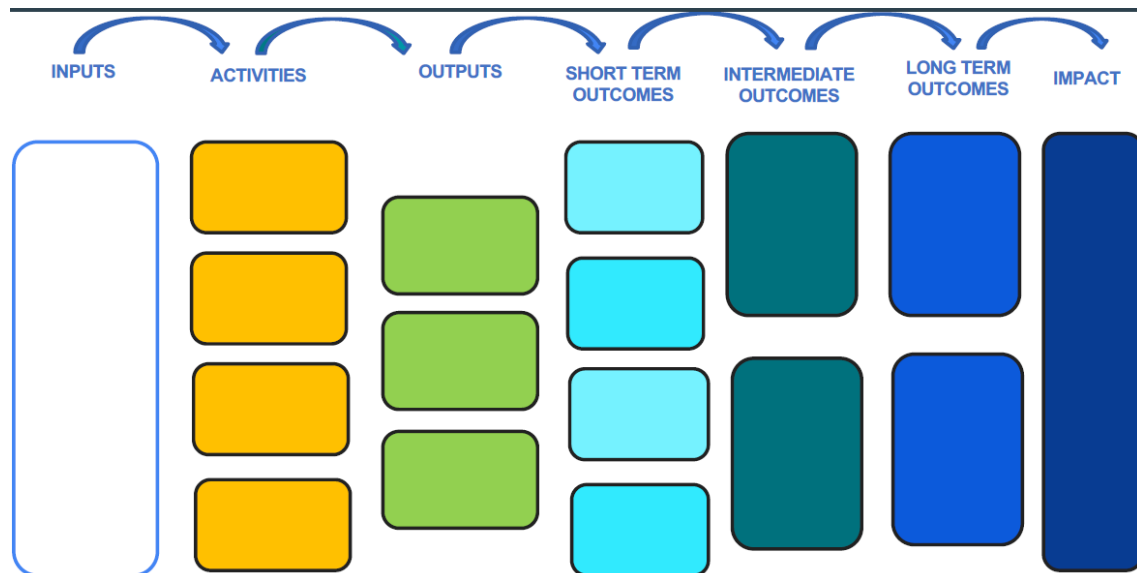 INPUTS
ACTIVITIES
OUTPUTS
SHORT TERM
OUTCOMES
INTERMEDIATE
OUTCOMES
LONG TERM
OUTCOMES
IMPACT